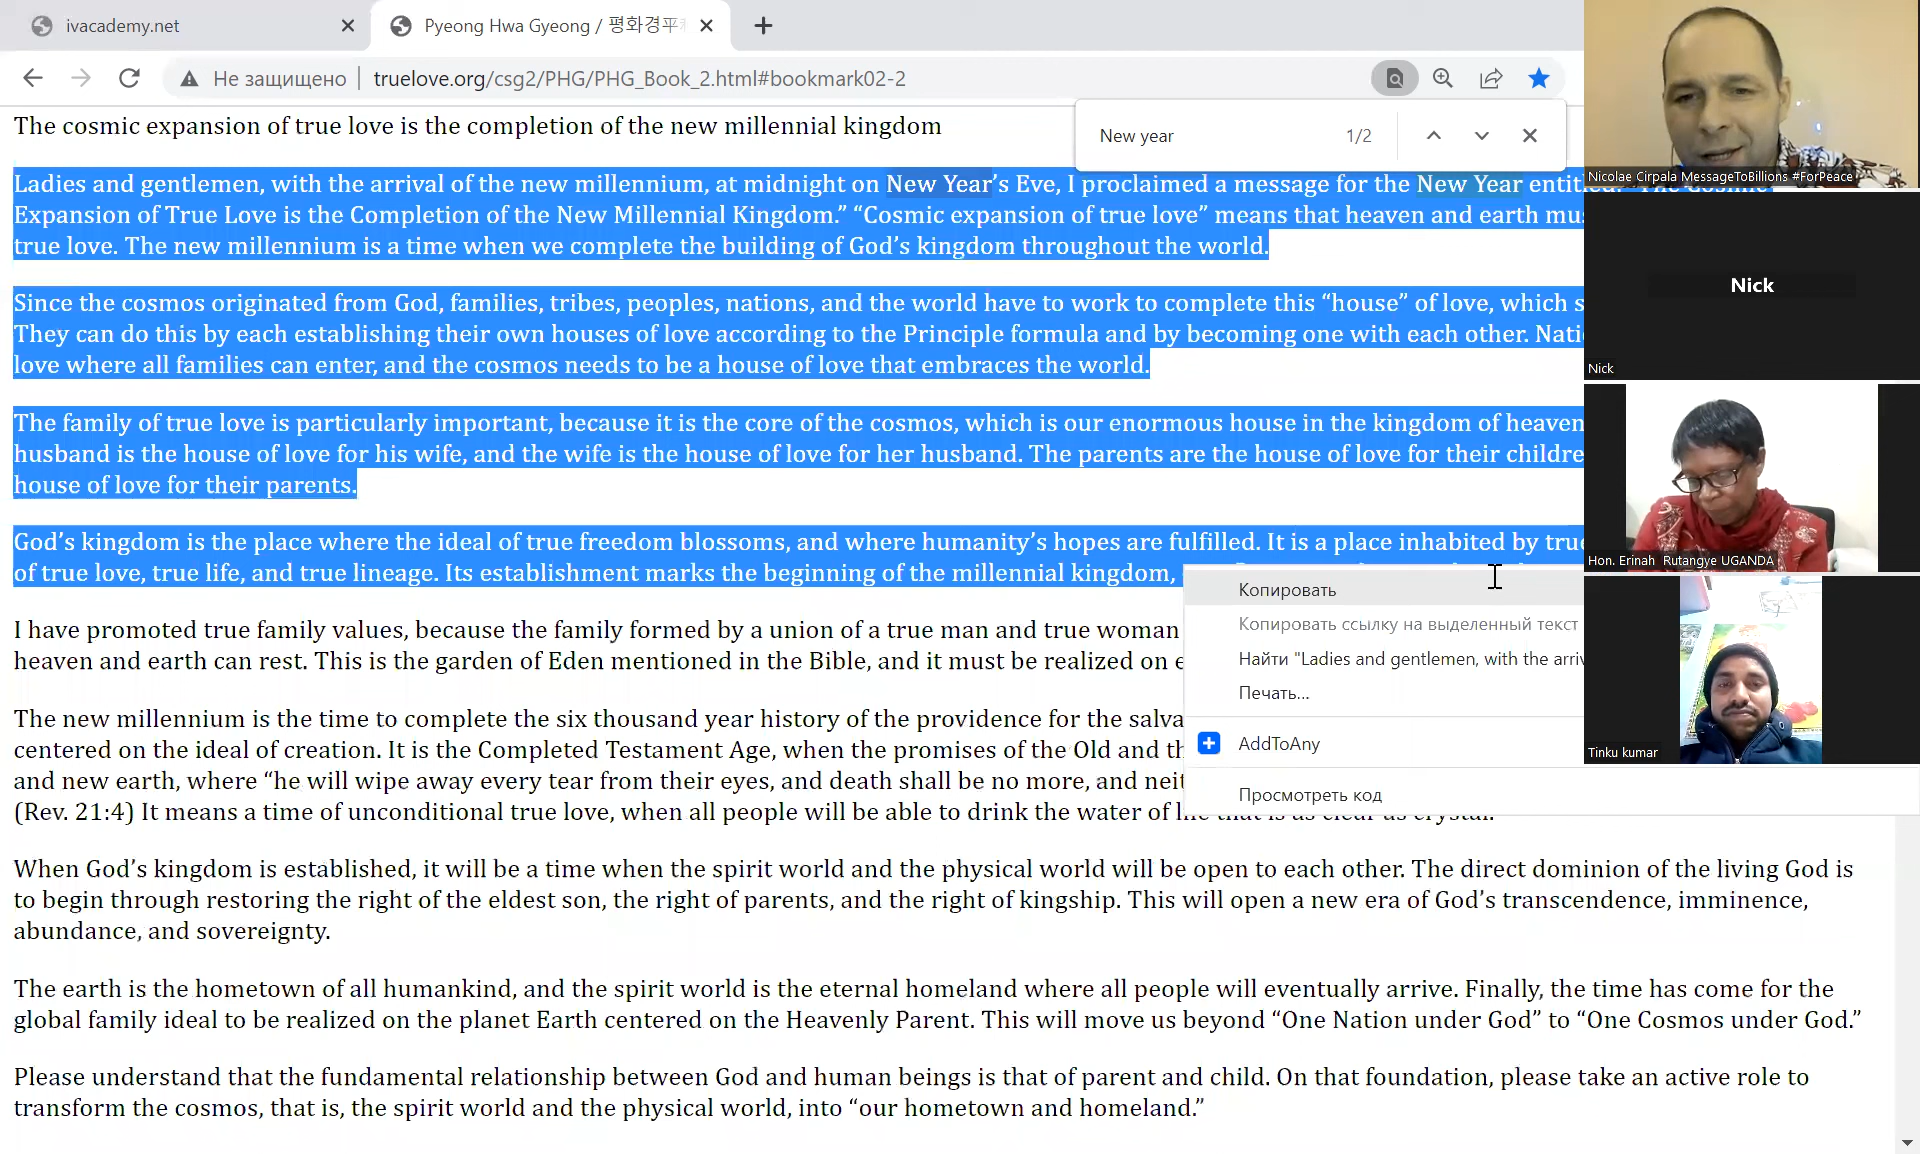 ivacademy.net
Pyeong Hwa Gyeong / 평화경平
Не защищено
truelove.org/csg2/PHG/PHG_Book_2.html#bookmark02-2
New year
1/2
The cosmic expansion of true love is the completion of the new millennial kingdom
Ladies and gentlemen, with the arrival of the new millennium, at midnight on New Year’s Eve, I proclaimed a message for the New Year
Expansion of True Love is the Completion of the New Millennial Kingdom.” “Cosmic expansion of true love” means that heaven and earth
true love. The new millennium is a time when we complete the building of God’s kingdom throughout the world.
Since the cosmos originated from God, families, tribes, peoples, nations, and the world have to work to complete this “house” of love, which
They can do this by each establishing their own houses of love according to the Principle formula and by becoming one with each other.
love where all families can enter, and the cosmos needs to be a house of love that embraces the world.
The family of true love is particularly important, because it is the core of the cosmos, which is our enormous house in the kingdom of heaven
husband is the house of love for his wife, and the wife is the house of love for her husband. The parents are the house of love for their
house of love for their parents.
God’s kingdom is the place where the ideal of true freedom blossoms, and where humanity’s hopes are fulfilled. It is a place inhabited by
of true love, true life, and true lineage. Its establishment marks the beginning of the millennial kingdom,
I have promoted true family values, because the family formed by a union of a true man and true woman
heaven and earth can rest. This is the garden of Eden mentioned in the Bible, and it must be realized on
The new millennium is the time to complete the six thousand year history of the providence for the
centered on the ideal of creation. It is the Completed Testament Age, when the promises of the Old and
and new earth, where “he will wipe away every tear from their eyes, and death shall be no more, and
(Rev. 21:4) It means a time of unconditional true love, when all people will be able to drink the water of life that is as clear as crystal.
When God’s kingdom is established, it will be a time when the spirit world and the physical world will be open to each other. The direct dominion of the living God is
to begin through restoring the right of the eldest son, the right of parents, and the right of kingship. This will open a new era of God’s transcendence, imminence,
abundance, and sovereignty.
The earth is the hometown of all humankind, and the spirit world is the eternal homeland where all people will eventually arrive. Finally, the time has come for the
global family ideal to be realized on the planet Earth centered on the Heavenly Parent. This will move us beyond “One Nation under God” to “One Cosmos under God.”
Please understand that the fundamental relationship between God and human beings is that of parent and child. On that foundation, please take an active role to
transform the cosmos, that is, the spirit world and the physical world, into “our hometown and homeland.”
Копировать
Копировать ссылку на выделенный текст
Найти "Ladies and gentlemen, with the
Печать...
AddToAny
Просмотреть код
Nicolae Cirpala MessageToBillions #ForPeace
Nick
Nick
Hon. Erinah Rutangye UGANDA
Tinku kumar